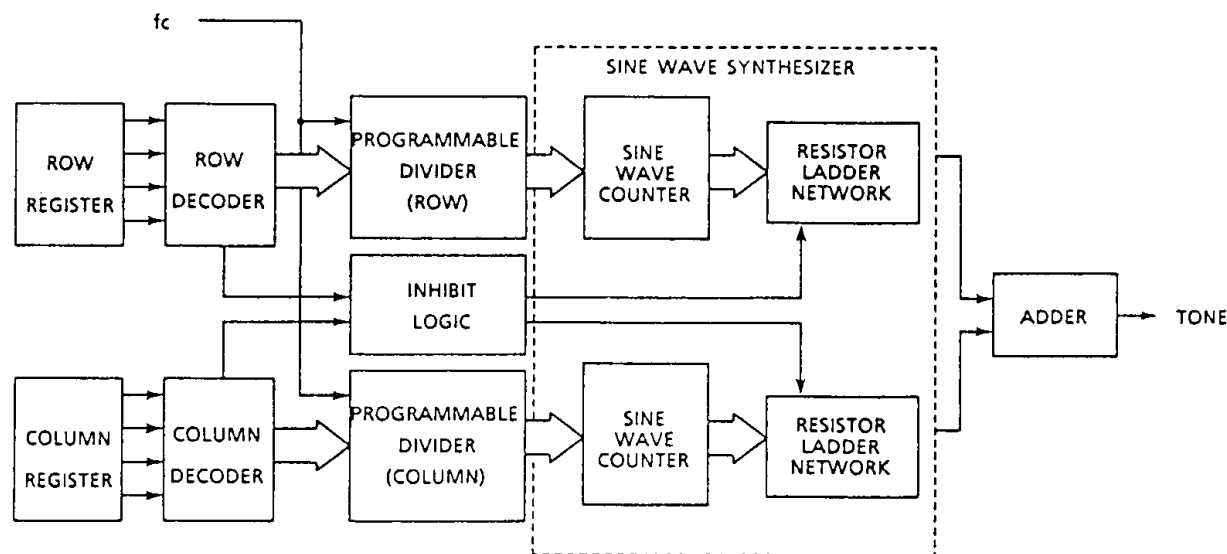 fc
SINE WAVE SYNTHESIZER
ROW
REGISTER
ROW
DECODER
PROGRAMMABLE
DIVIDER
(ROW)
SINE
WAVE
COUNTER
RESISTOR
LADDER
NETWORK
INHIBIT
LOGIC
ADDER
TONE
COLUMN
REGISTER
COLUMN
DECODER
PROGRAMMABLE
DIVIDER
(COLUMN)
SINE
WAVE
COUNTER
RESISTOR
LADDER
NETWORK